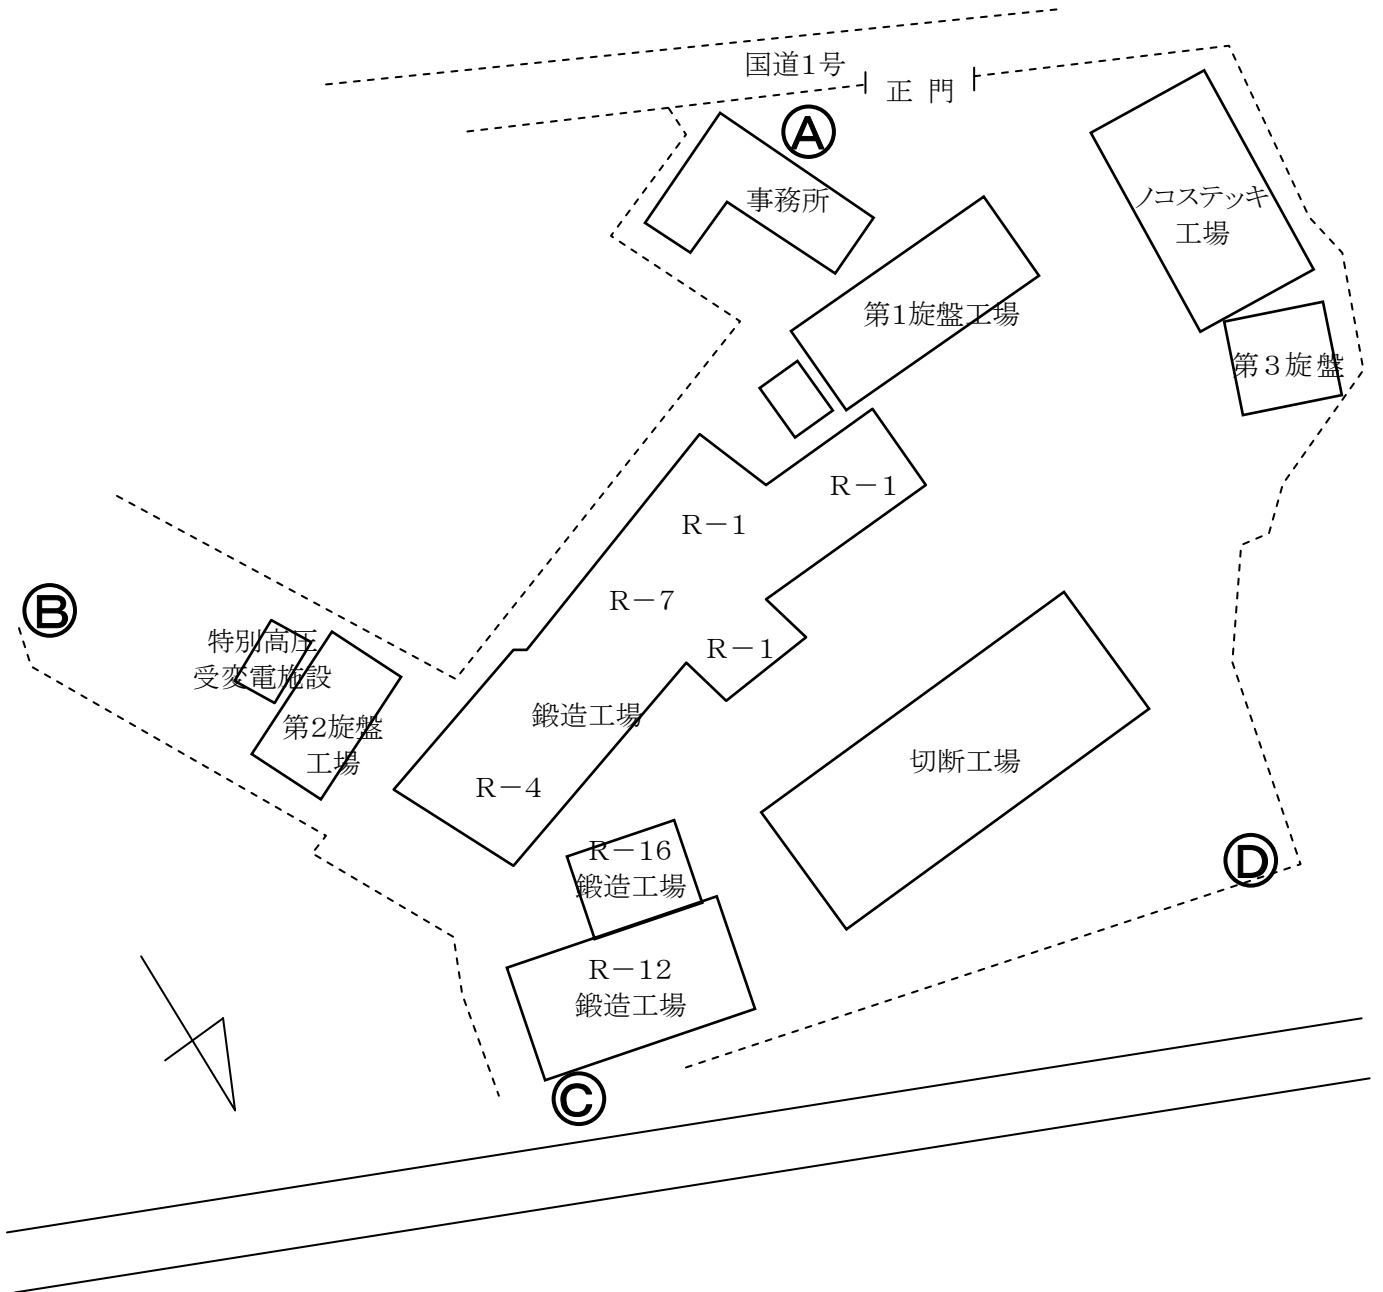 国道1号
正 門
Ⓐ
事務所
ノコステッキ
工場
第1旋盤工場
第３旋盤
R－1
R－1
R－7
Ⓑ
特別高圧
受変電施設
R－1
第2旋盤
工場
鍛造工場
切断工場
R－4
R－16
鍛造工場
Ⓓ
R－12
鍛造工場
Ⓒ